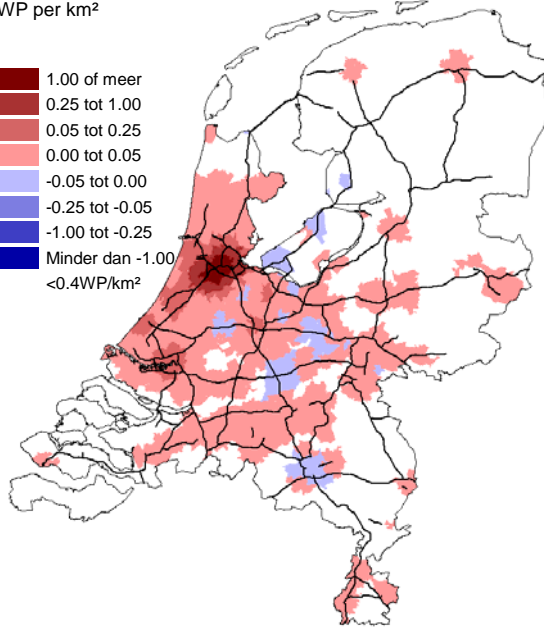 WP per km²
1.00 of meer
0.25 tot 1.00
0.05 tot 0.25
0.00 tot 0.05
-0.05 tot 0.00
-0.25 tot -0.05
-1.00 tot -0.25
Minder dan -1.00
<0.4WP/km²